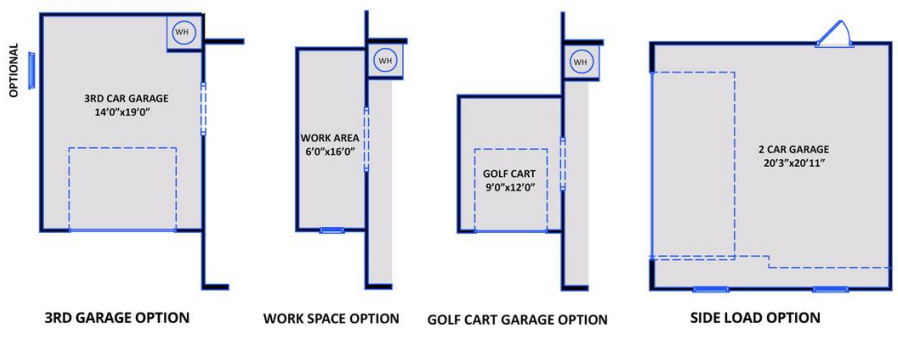 OPTIONAL
WH
3RD CAR GARAGE
14'0"x19'0"
3RD GARAGE OPTION
WH
WORK AREA
6'0"x16'0"
WORK SPACE OPTION
WH
GOLF CART
9'0"x12'0"
GOLF CART GARAGE OPTION
2 CAR GARAGE
20'3"x20'11"
SIDE LOAD OPTION